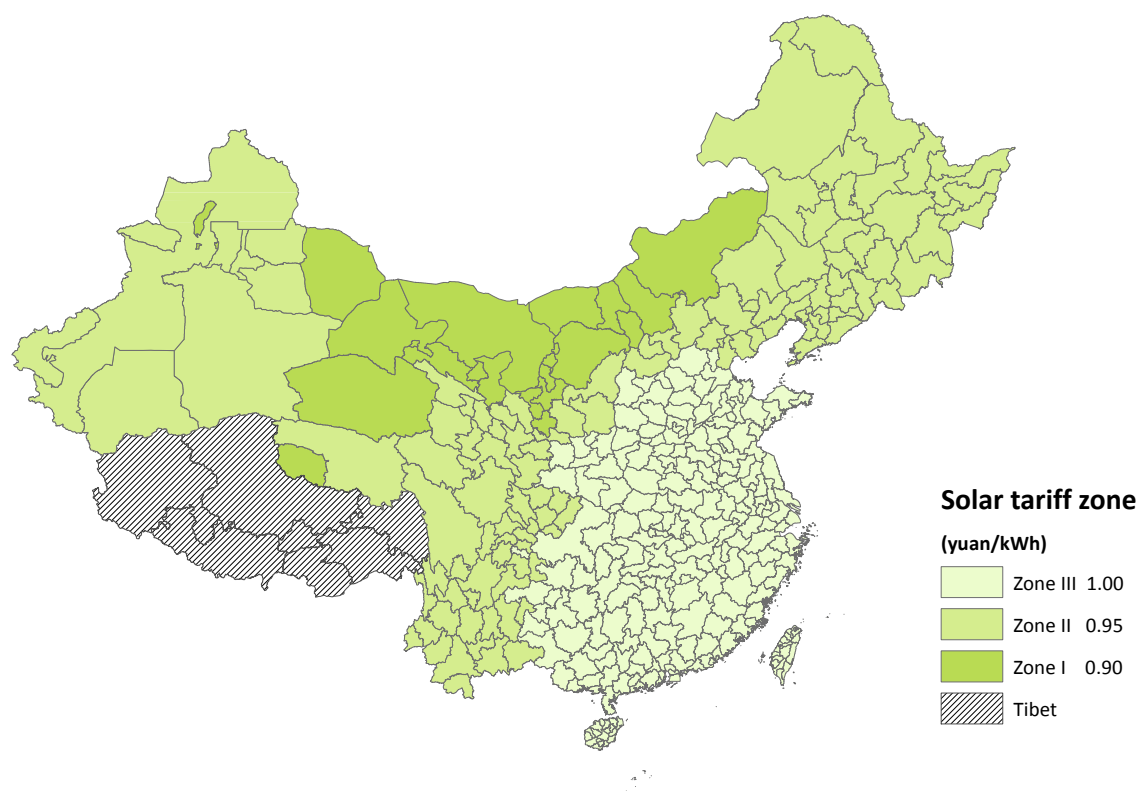 Solar tariff zone
(yuan/kWh)
Zone III 1.00
Zone II 0.95
Zone I 0.90
Tibet